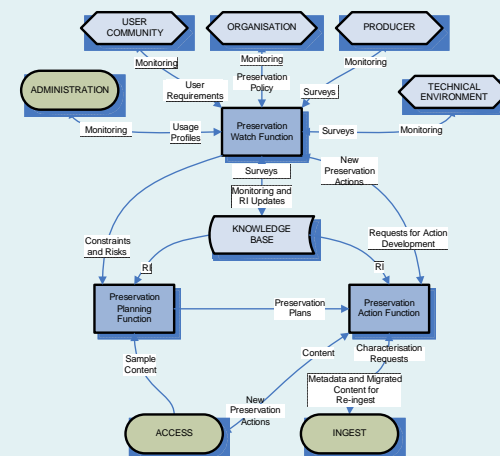 USER
COMMUNITY
ORGANISATION
PRODUCER
Monitoring
Monitoring
Monitoring
User
Requirements
Preservation
Policy
Surveys
ADMINISTRATION
TECHNICAL
ENVIRONMENT
Monitoring
Usage
Profiles
Preservation
Watch Function
Surveys
Monitoring
Surveys
New
Preservation
Actions
Monitoring and
RI Updates
Constraints
and Risks
KNOWLEDGE
BASE
Requests for Action
Development
RI
RI
Preservation
Planning
Function
Preservation
Plans
Preservation
Action Function
Sample
Content
Content
Characterisation
Requests
Metadata and Migrated
Content for
Re-ingest
New
Preservation
Actions
ACCESS
INGEST